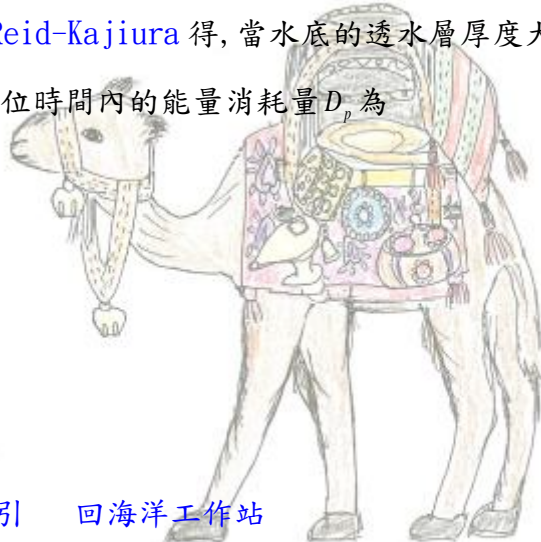 Reid-Kajiura 得,當水底的透水層厚度大
位時間內的能量消耗量Dp為
引 回海洋工作站